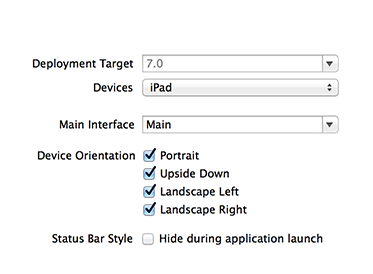 Deployment Target 7.0
Devices iPad
Main Interface Main
Device Orientation Portrait
Upside Down
Landscape Left
Landscape Right
Status Bar Style Hide during application launch